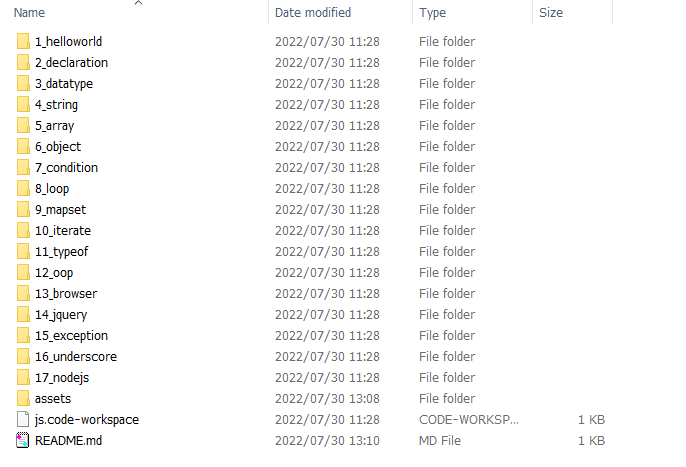 Name Date modified Type Size
1_helloworld 2022/07/30 11:28 File folder
2_declaration 2022/07/30 11:28 File folder
3_datatype 2022/07/30 11:28 File folder
4_string 2022/07/30 11:28 File folder
5_array 2022/07/30 11:28 File folder
6_object 2022/07/30 11:28 File folder
7_condition 2022/07/30 11:28 File folder
8_loop 2022/07/30 11:28 File folder
9_mapset 2022/07/30 11:28 File folder
10_iterate 2022/07/30 11:28 File folder
11_typeof 2022/07/30 11:28 File folder
12_oop 2022/07/30 11:28 File folder
13_browser 2022/07/30 11:28 File folder
14_jquery 2022/07/30 11:28 File folder
15_exception 2022/07/30 11:28 File folder
16_underscore 2022/07/30 11:28 File folder
17_nodejs 2022/07/30 11:28 File folder
assets 2022/07/30 13:08 File folder
js.code-workspace 2022/07/30 11:28 CODE-WORKSP... 1 KB
README.md 2022/07/30 13:10 MD File 1 KB